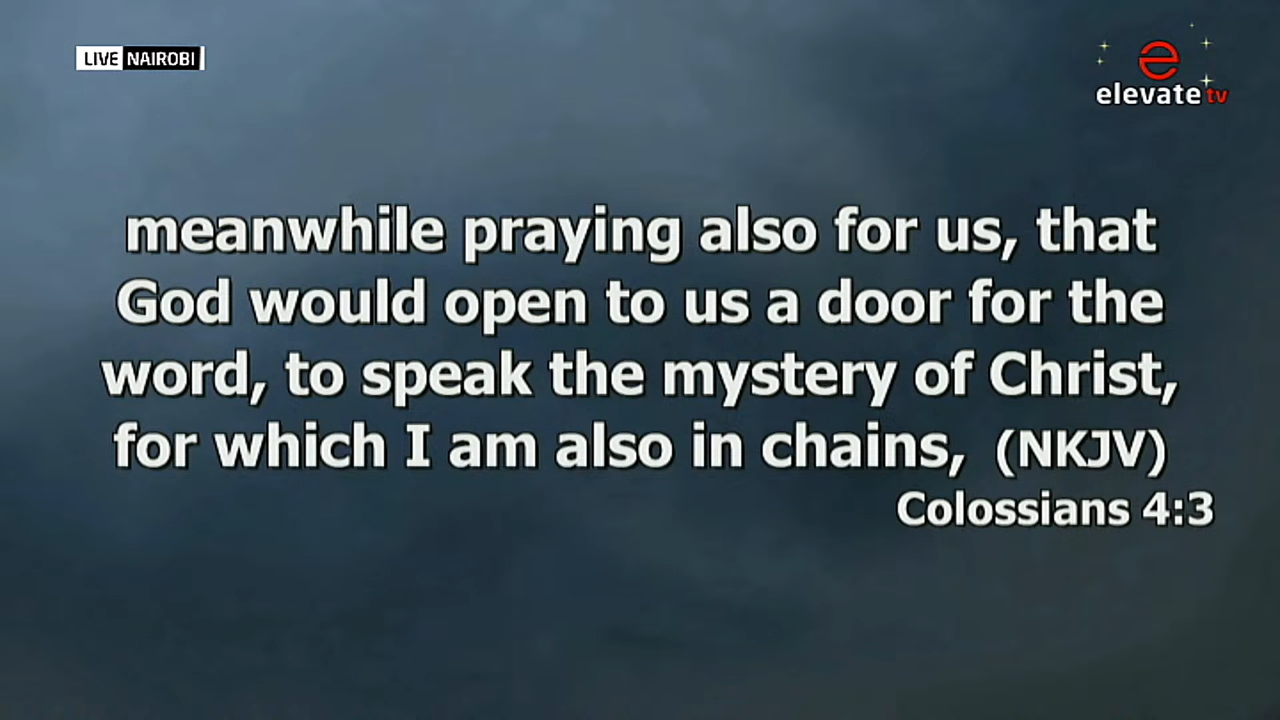 LIVE NAIROBI
e
elevate tv
meanwhile praying also for us, that
God would open to us a door for the
word, to speak the mystery of Christ,
for which I am also in chains, (NKJV)
Colossians 4:3